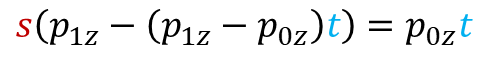 s(p₁z − (p₁z − p₀z)t) = p₀zt